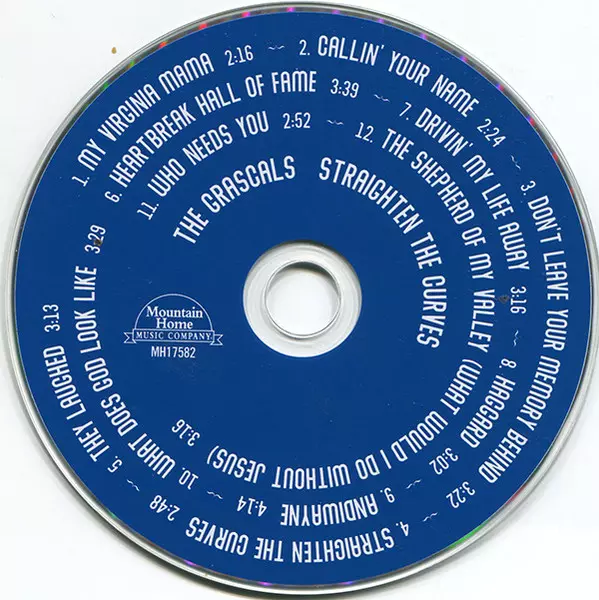 1. MY VIRGINIA MAMA 2:16 ~ 2. CALLIN' YOUR NAME 2:24 ~ 3. DON'T LEAVE YOUR MEMORY BEHIND 3:22 ~ 4. STRAIGHTEN THE CURVES 2:48 ~ 5. THEY LAUGHED 3:13
6. HEARTBREAK HALL OF FAME 3:39 ~ 7. DRIVIN' MY LIFE AWAY 3:16 ~ 8. HAGGARD 3:02 ~ 9. ANDIWAYNE 4:14 ~ 10. WHAT DOES GOD LOOK LIKE 3:29
11. WHO NEEDS YOU 2:52 ~ 12. THE SHEPHERD OF MY VALLEY (WHAT WOULD I DO WITHOUT JESUS) 3:16
THE GRASCALS STRAIGHTEN THE CURVES
Mountain
Home
MUSIC COMPANY
MH17582